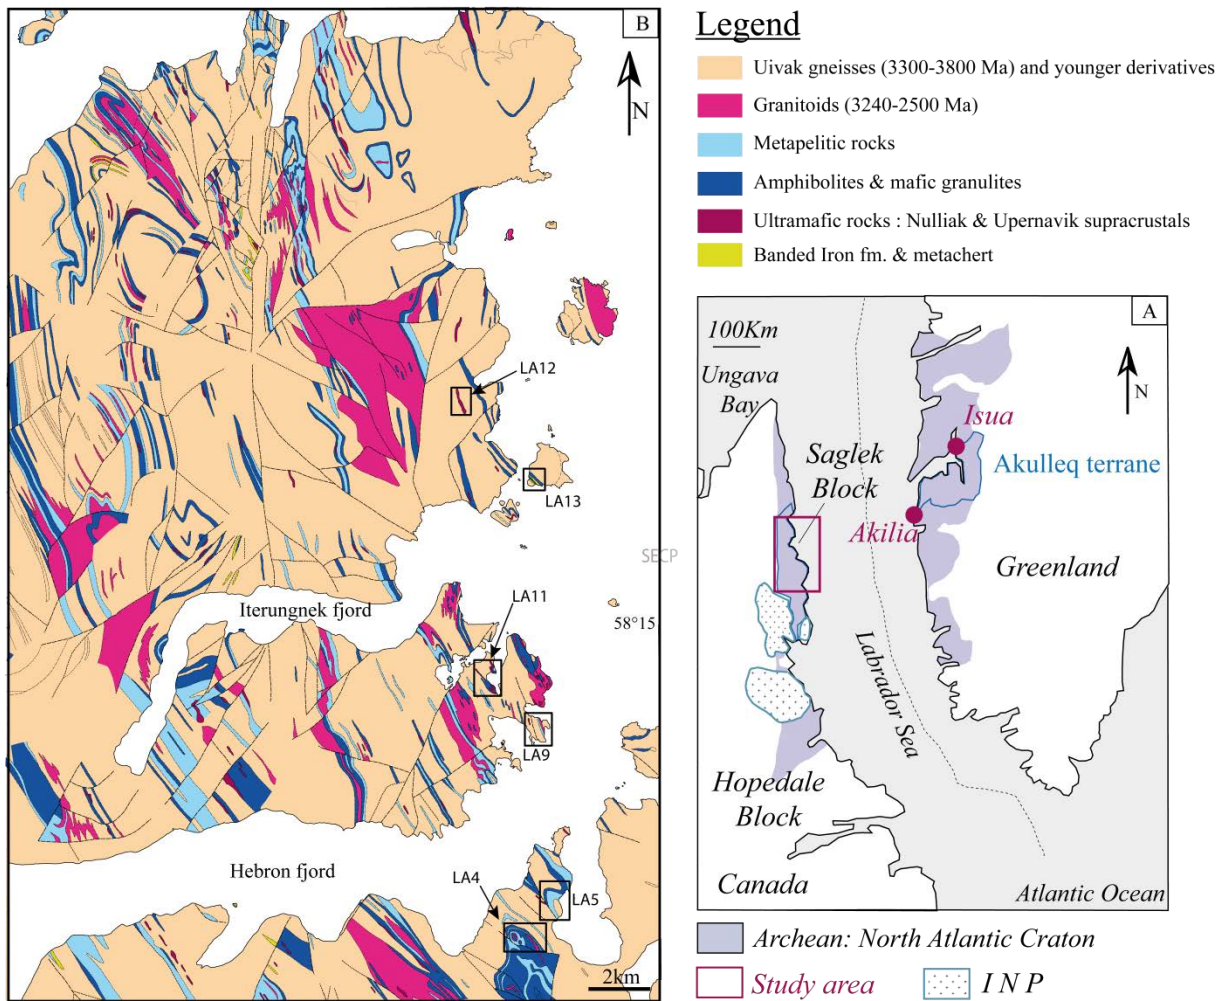 B
N
LA12
LA13
SECP
LA11
58°15
Iterungnek fjord
LA9
Hebron fjord
LA4
LA5
2km
Legend
Uivak gneisses (3300-3800 Ma) and younger derivatives
Granitoids (3240-2500 Ma)
Metapelitic rocks
Amphibolites & mafic granulites
Ultramafic rocks : Nulliak & Upernavik supracrustals
Banded Iron fm. & metachert
A
100Km
N
Ungava
Bay
Isua
Saglek
Block
Akulleq terrane
Akilia
Greenland
Labrador Sea
Hopedale
Block
Canada
Atlantic Ocean
Archean: North Atlantic Craton
Study area
I N P